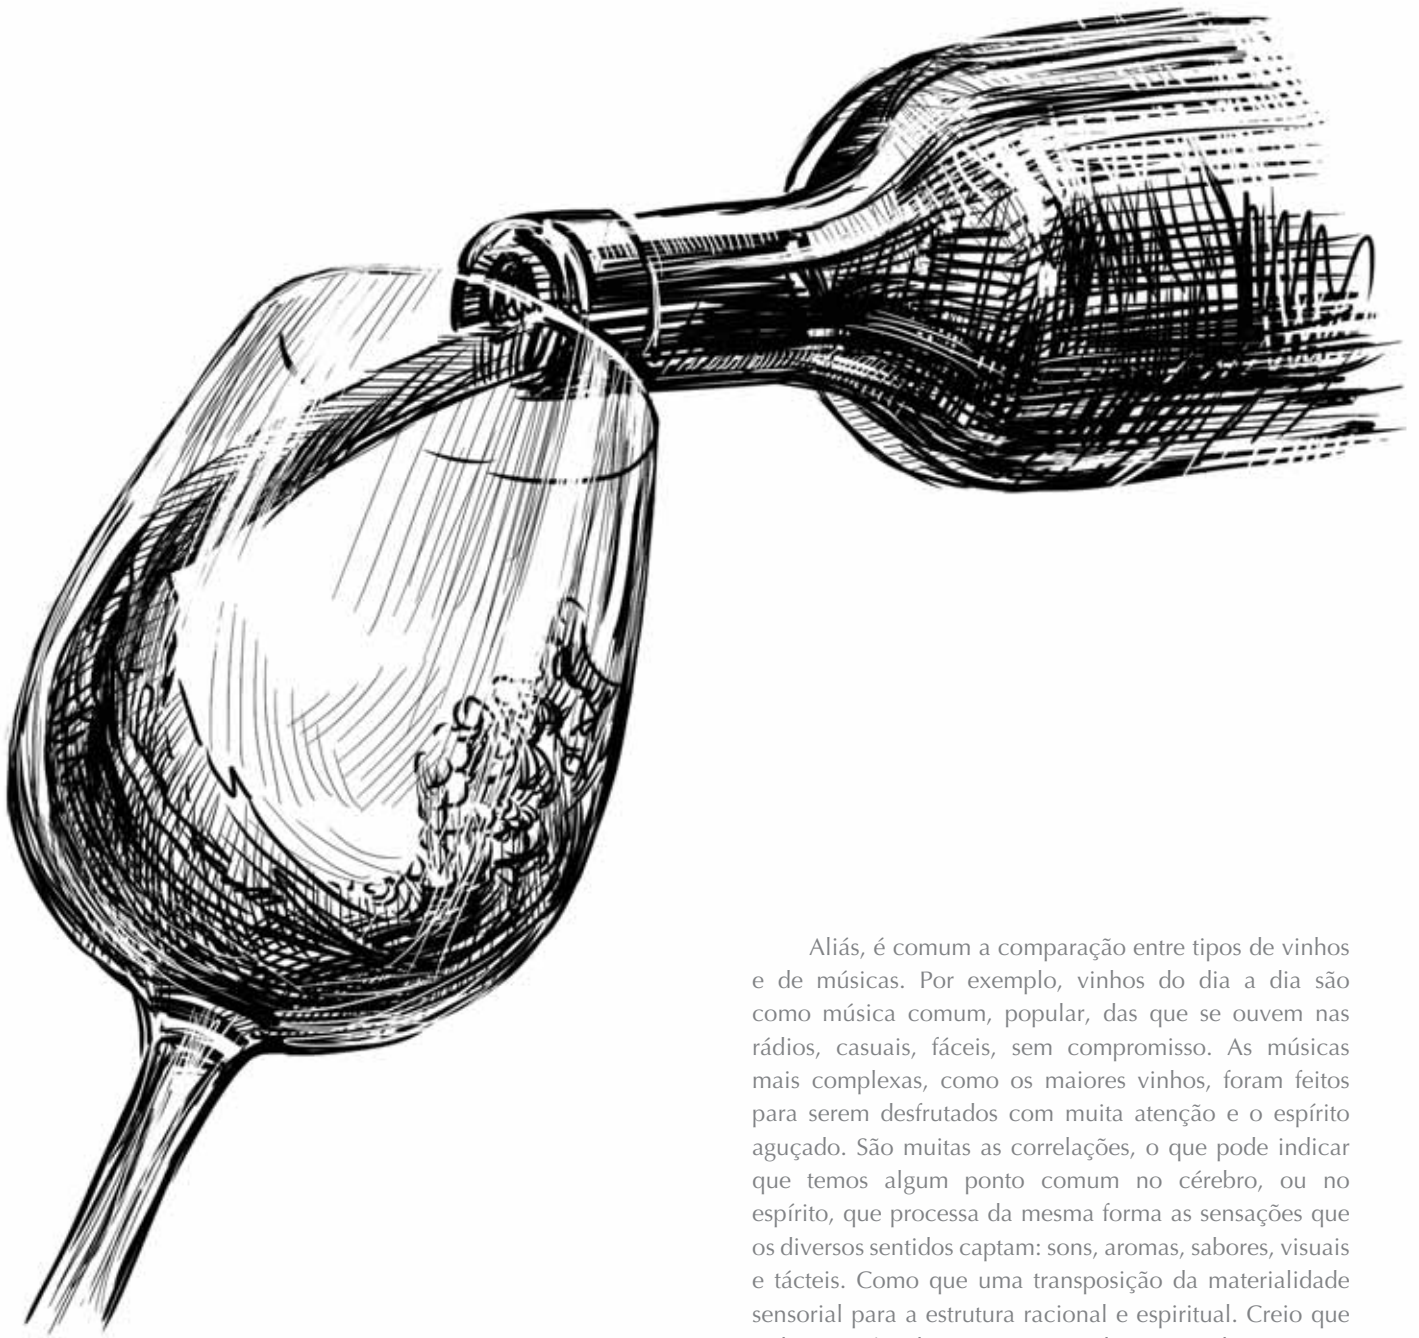 Aliás, é comum a comparação entre tipos de vinhos
e de músicas. Por exemplo, vinhos do dia a dia são
como música comum, popular, das que se ouvem nas
rádios, casuais, fáceis, sem compromisso. As músicas
mais complexas, como os maiores vinhos, foram feitos
para serem desfrutados com muita atenção e o espírito
aguçado. São muitas as correlações, o que pode indicar
que temos algum ponto comum no cérebro, ou no
espírito, que processa da mesma forma as sensações que
os diversos sentidos captam: sons, aromas, sabores, visuais
e tácteis. Como que uma transposição da materialidade
sensorial para a estrutura racional e espiritual. Creio que